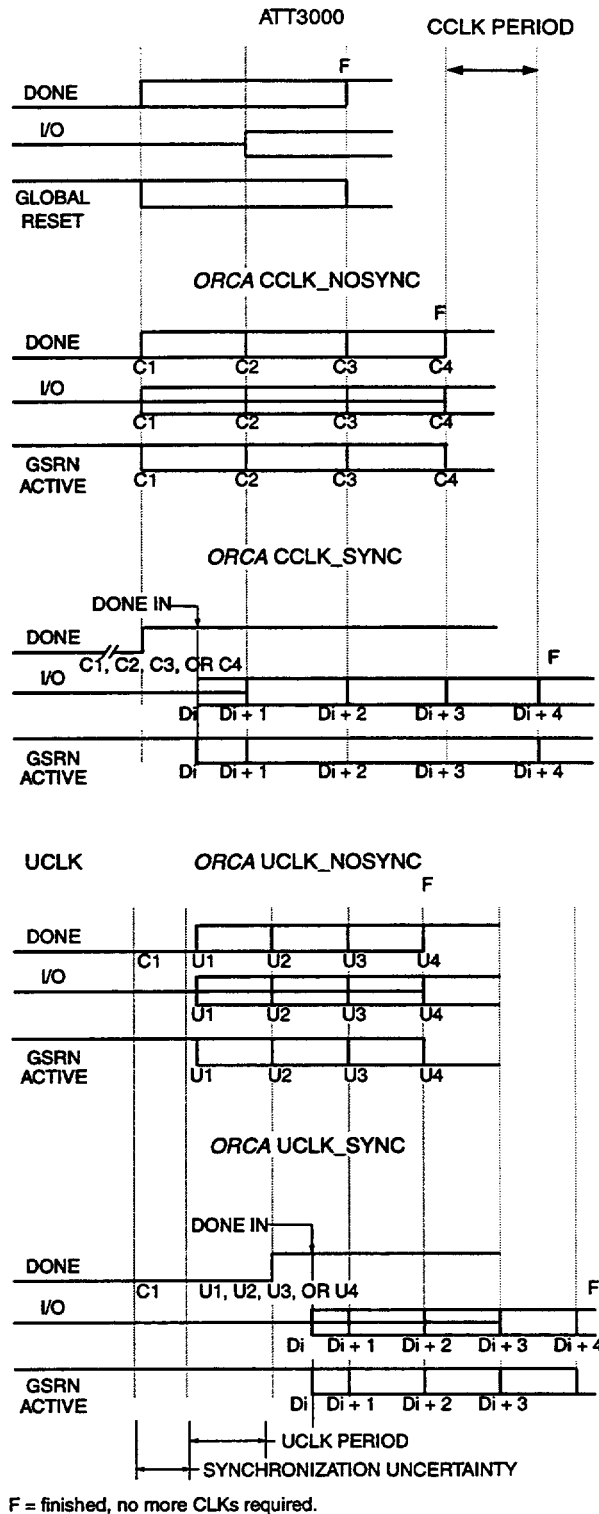 ATT3000
CCLK PERIOD
F
DONE
I/O
GLOBAL
RESET
ORCA CCLK_NOSYNC
F
DONE
C1 C2 C3 C4
I/O
C1 C2 C3 C4
GSRN
ACTIVE
C1 C2 C3 C4
ORCA CCLK_SYNC
DONE IN
DONE
C1, C2, C3, OR C4
F
I/O
Di Di + 1 Di + 2 Di + 3 Di + 4
GSRN
ACTIVE
Di Di + 1 Di + 2 Di + 3 Di + 4
UCLK ORCA UCLK_NOSYNC
F
DONE
C1 U1 U2 U3 U4
I/O
U1 U2 U3 U4
GSRN
ACTIVE
U1 U2 U3 U4
ORCA UCLK_SYNC
DONE IN
DONE
C1 U1, U2, U3, OR U4
F
I/O
Di Di + 1 Di + 2 Di + 3 Di + 4
GSRN
ACTIVE
Di Di + 1 Di + 2 Di + 3
UCLK PERIOD
SYNCHRONIZATION UNCERTAINTY
F = finished, no more CLKs required.